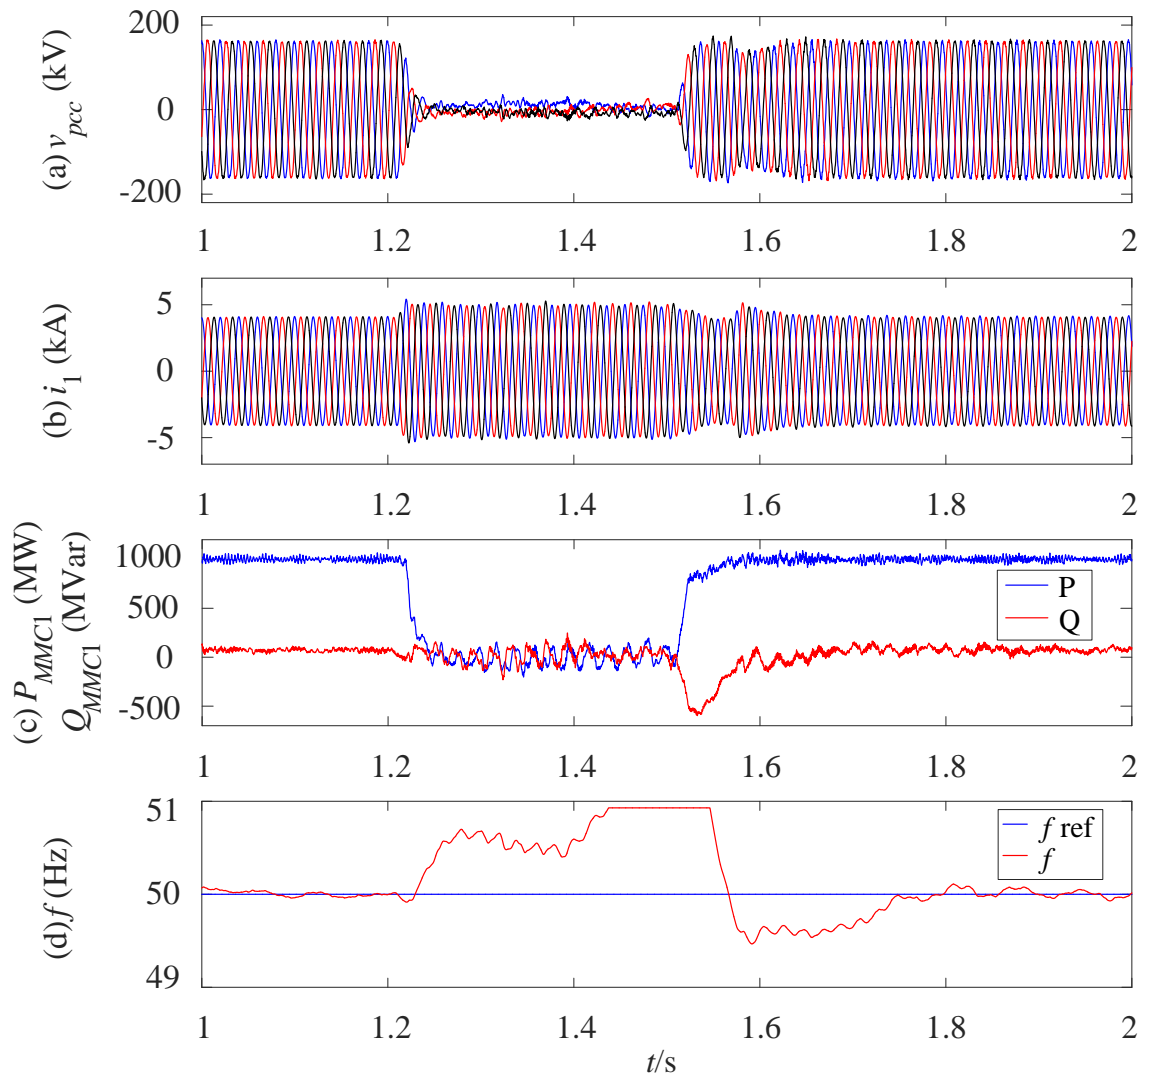 (a) v_pcc (kV)
200
0
-200
1 1.2 1.4 1.6 1.8 2
(b) i_1 (kA)
5
0
-5
1 1.2 1.4 1.6 1.8 2
(c) P_MMC1 (MW)
Q_MMC1 (MVar)
1000
500
0
-500
P
Q
1 1.2 1.4 1.6 1.8 2
(d) f (Hz)
51
50
49
f ref
f
1 1.2 1.4 1.6 1.8 2
t/s